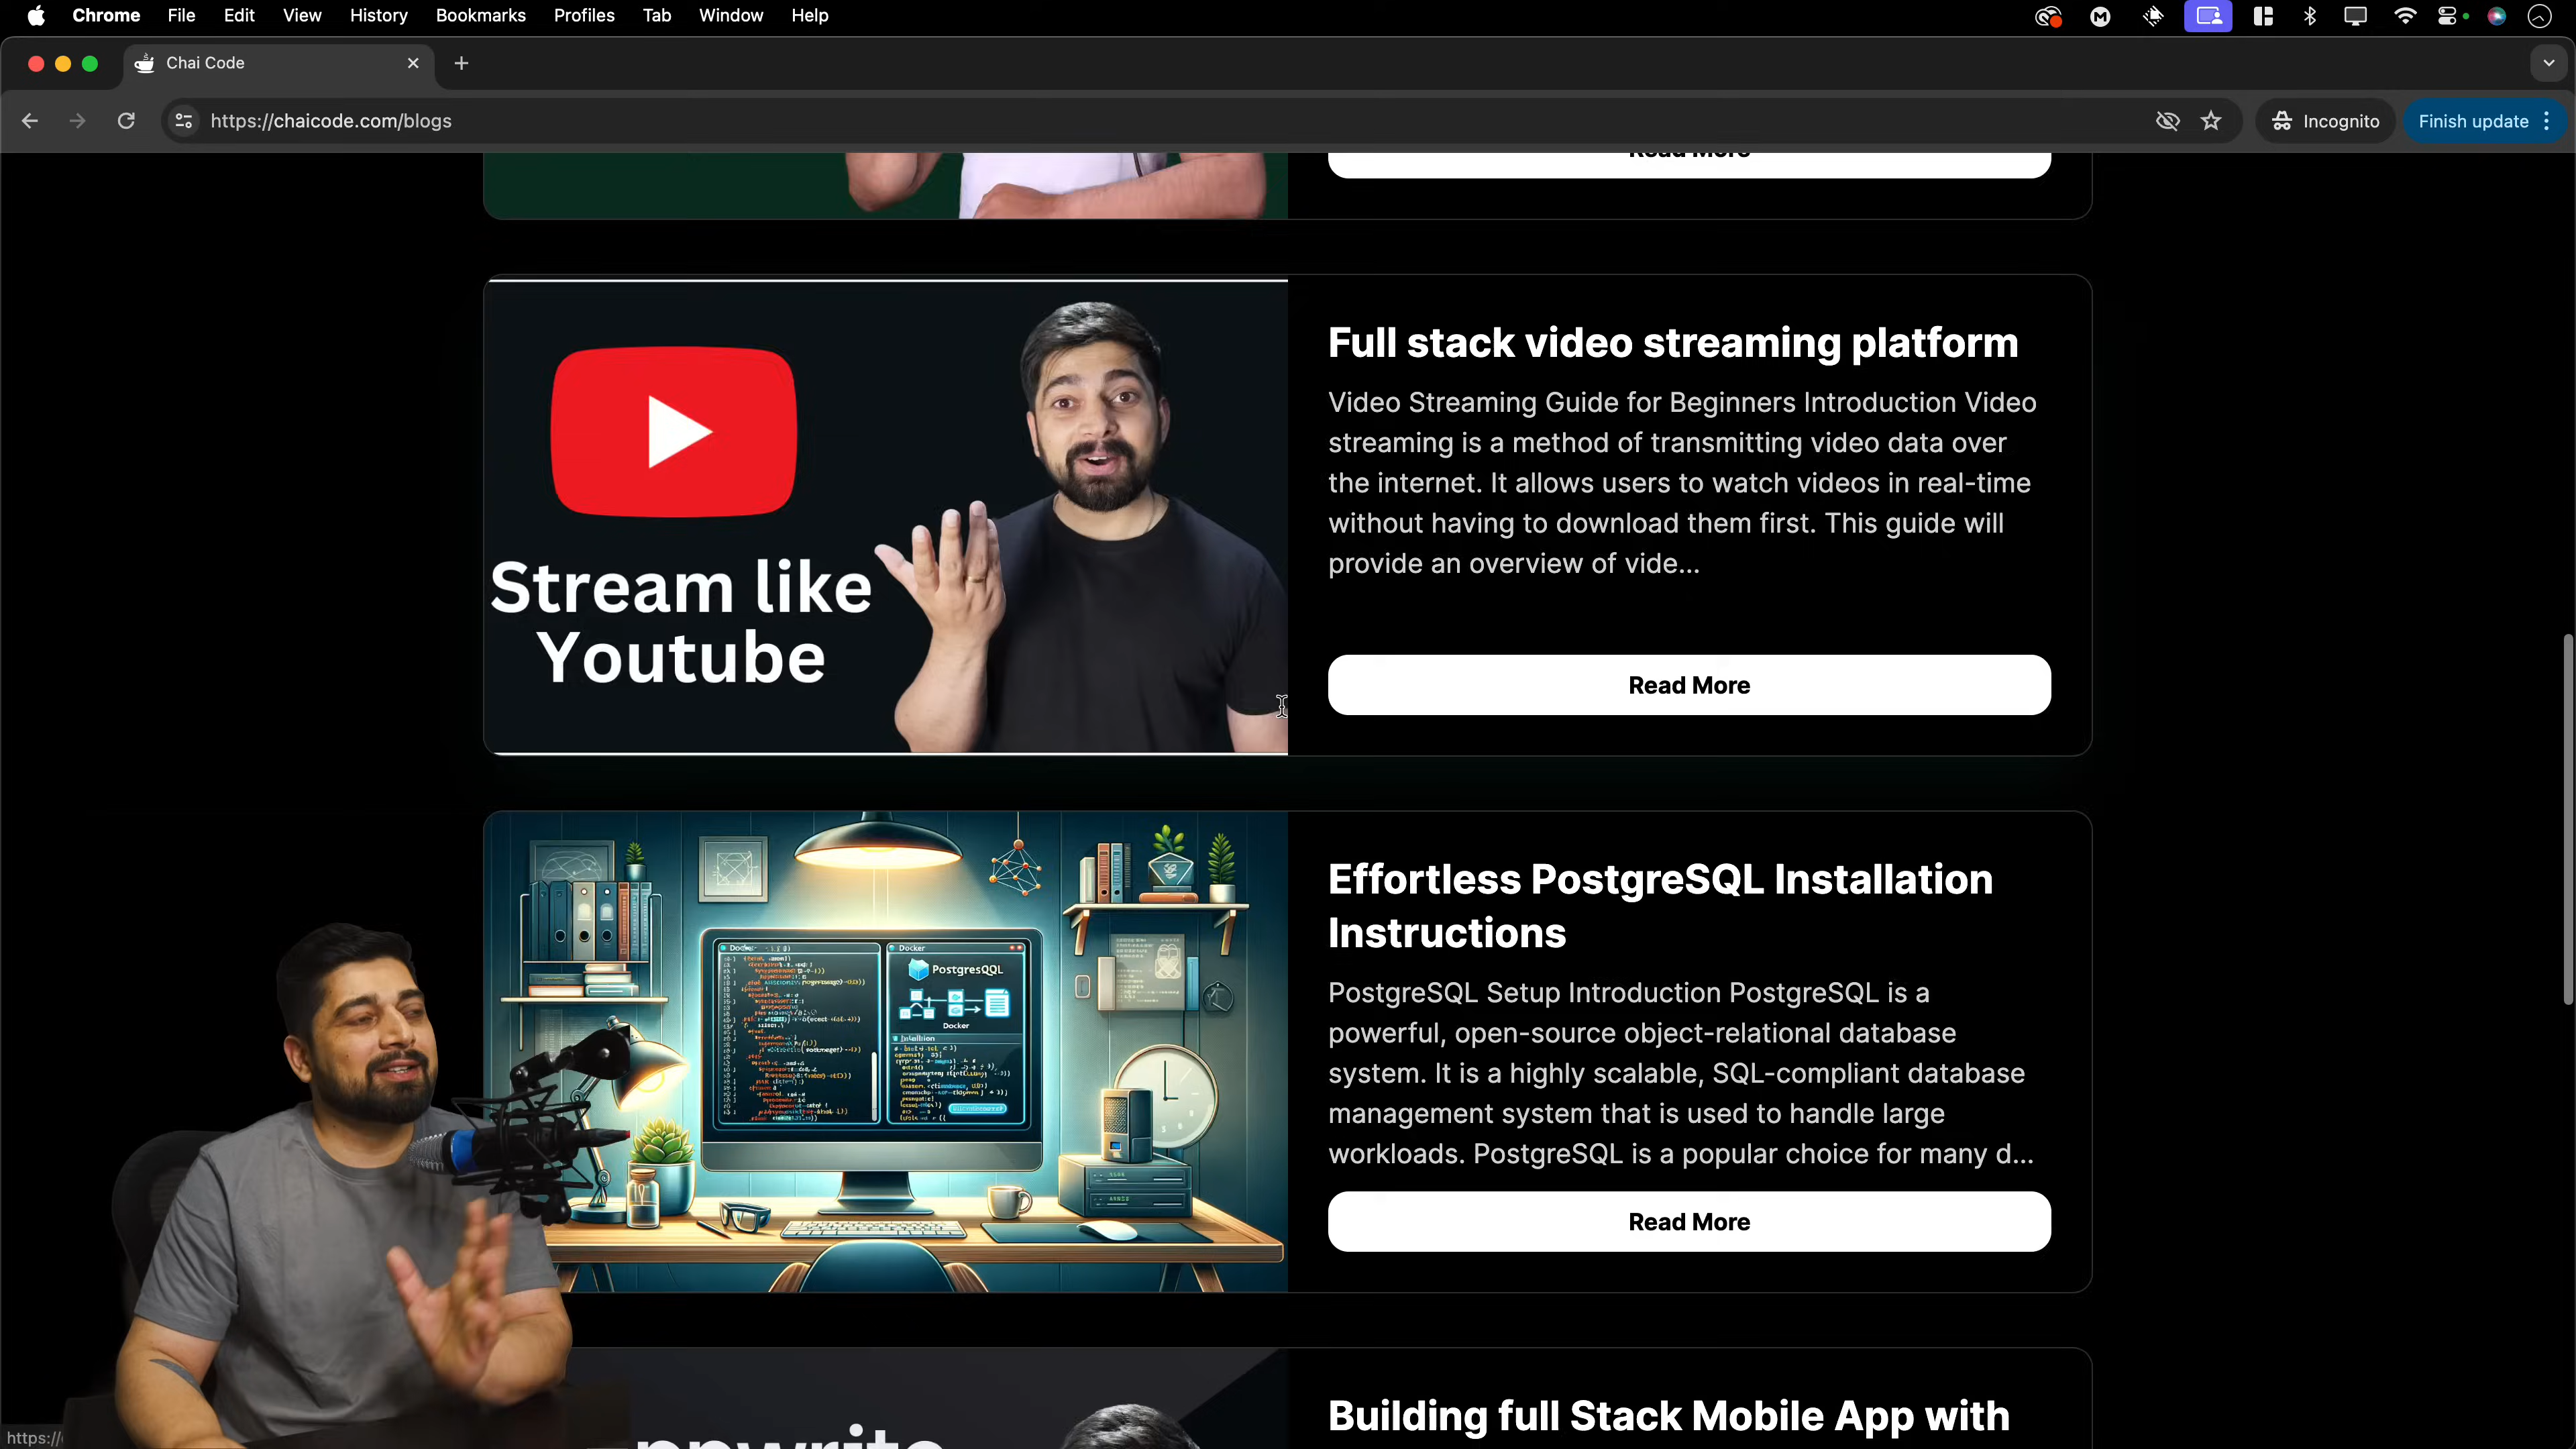 Chrome File Edit View History Bookmarks Profiles Tab Window Help
Chai Code
https://chaicode.com/blogs
Incognito
Finish update
Read More
Stream like
Youtube
Full stack video streaming platform
Video Streaming Guide for Beginners Introduction Video
streaming is a method of transmitting video data over
the internet. It allows users to watch videos in real-time
without having to download them first. This guide will
provide an overview of vide...
Read More
Docker
PostgresQQL
Docker
Effortless PostgreSQL Installation
Instructions
PostgreSQL Setup Introduction PostgreSQL is a
powerful, open-source object-relational database
system. It is a highly scalable, SQL-compliant database
management system that is used to handle large
workloads. PostgreSQL is a popular choice for many d...
Read More
Building full Stack Mobile App with
https://